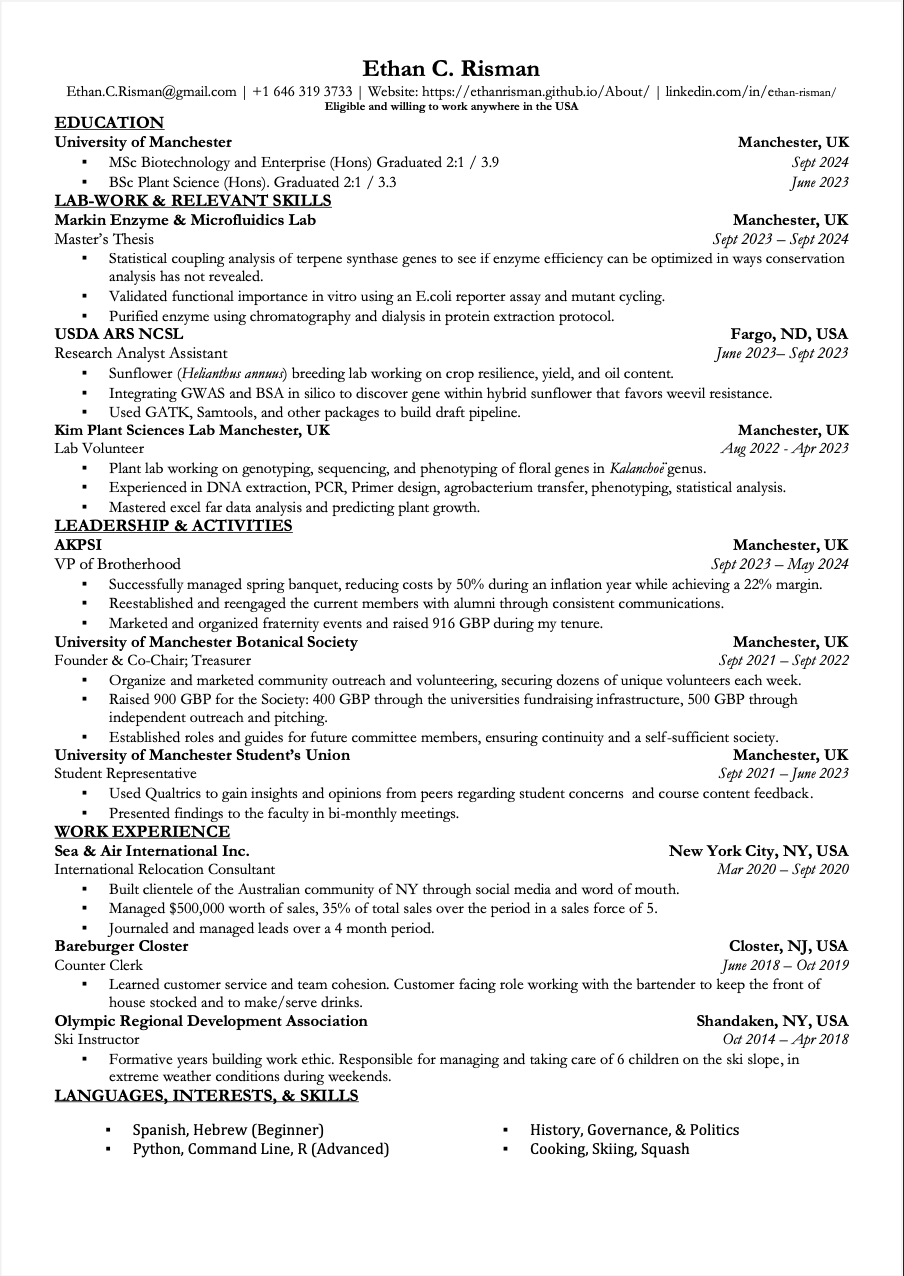 Ethan C. Risman
Ethan.C.Risman@gmail.com | +1 646 319 3733 | Website: https://ethanrisman.github.io/About/ | linkedin.com/in/ethan-risman/
Eligible and willing to work anywhere in the USA
EDUCATION
University of Manchester Manchester, UK
▪ MSc Biotechnology and Enterprise (Hons) Graduated 2:1 / 3.9 Sept 2024
▪ BSc Plant Science (Hons). Graduated 2:1 / 3.3 June 2023
LAB-WORK & RELEVANT SKILLS
Markin Enzyme & Microfluidics Lab Manchester, UK
Master's Thesis Sept 2023 – Sept 2024
▪ Statistical coupling analysis of terpene synthase genes to see if enzyme efficiency can be optimized in ways conservation
analysis has not revealed.
▪ Validated functional importance in vitro using an E.coli reporter assay and mutant cycling.
▪ Purified enzyme using chromatography and dialysis in protein extraction protocol.
USDA ARS NCSL Fargo, ND, USA
Research Analyst Assistant June 2023– Sept 2023
▪ Sunflower (Helianthus annuus) breeding lab working on crop resilience, yield, and oil content.
▪ Integrating GWAS and BSA in silico to discover gene within hybrid sunflower that favors weevil resistance.
▪ Used GATK, Samtools, and other packages to build draft pipeline.
Kim Plant Sciences Lab Manchester, UK Manchester, UK
Lab Volunteer Aug 2022 - Apr 2023
▪ Plant lab working on genotyping, sequencing, and phenotyping of floral genes in Kalanchoë genus.
▪ Experienced in DNA extraction, PCR, Primer design, agrobacterium transfer, phenotyping, statistical analysis.
▪ Mastered excel far data analysis and predicting plant growth.
LEADERSHIP & ACTIVITIES
AKPSI Manchester, UK
VP of Brotherhood Sept 2023 – May 2024
▪ Successfully managed spring banquet, reducing costs by 50% during an inflation year while achieving a 22% margin.
▪ Reestablished and reengaged the current members with alumni through consistent communications.
▪ Marketed and organized fraternity events and raised 916 GBP during my tenure.
University of Manchester Botanical Society Manchester, UK
Founder & Co-Chair; Treasurer Sept 2021 – Sept 2022
▪ Organize and marketed community outreach and volunteering, securing dozens of unique volunteers each week.
▪ Raised 900 GBP for the Society: 400 GBP through the universities fundraising infrastructure, 500 GBP through
independent outreach and pitching.
▪ Established roles and guides for future committee members, ensuring continuity and a self-sufficient society.
University of Manchester Student's Union Manchester, UK
Student Representative Sept 2021 – June 2023
▪ Used Qualtrics to gain insights and opinions from peers regarding student concerns and course content feedback.
▪ Presented findings to the faculty in bi-monthly meetings.
WORK EXPERIENCE
Sea & Air International Inc. New York City, NY, USA
International Relocation Consultant Mar 2020 – Sept 2020
▪ Built clientele of the Australian community of NY through social media and word of mouth.
▪ Managed $500,000 worth of sales, 35% of total sales over the period in a sales force of 5.
▪ Journaled and managed leads over a 4 month period.
Bareburger Closter Closter, NJ, USA
Counter Clerk June 2018 – Oct 2019
▪ Learned customer service and team cohesion. Customer facing role working with the bartender to keep the front of
house stocked and to make/serve drinks.
Olympic Regional Development Association Shandaken, NY, USA
Ski Instructor Oct 2014 – Apr 2018
▪ Formative years building work ethic. Responsible for managing and taking care of 6 children on the ski slope, in
extreme weather conditions during weekends.
LANGUAGES, INTERESTS, & SKILLS
▪ Spanish, Hebrew (Beginner) ▪ History, Governance, & Politics
▪ Python, Command Line, R (Advanced) ▪ Cooking, Skiing, Squash